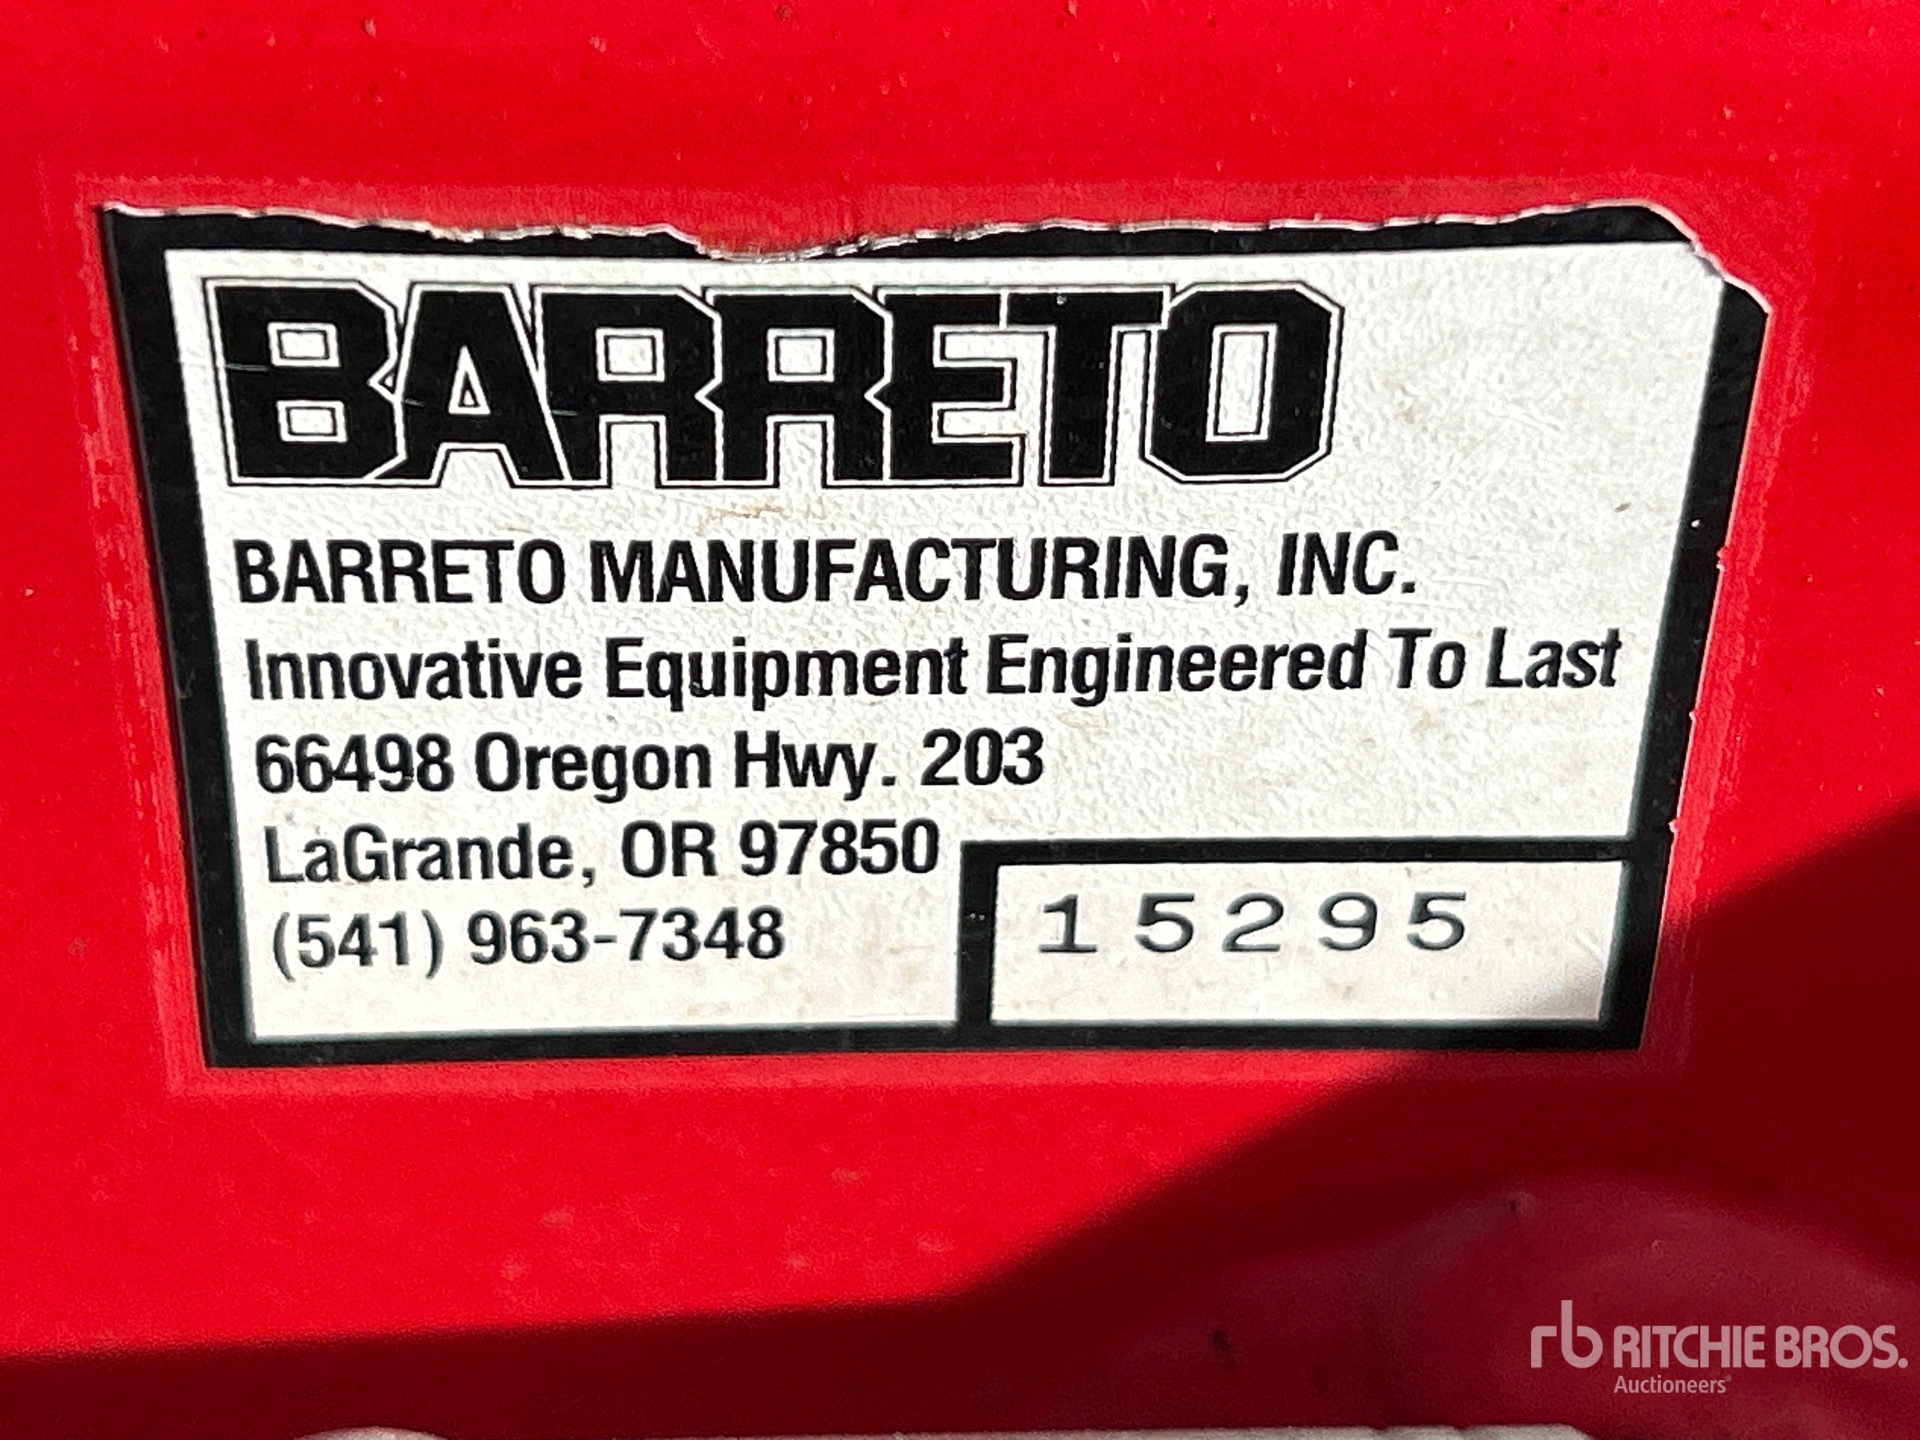 BARRETO
BARRETO MANUFACTURING, INC.
Innovative Equipment Engineered To Last
66498 Oregon Hwy. 203
LaGrande, OR 97850
(541) 963-7348
15295
rb RITCHIE BROS.
Auctioneers